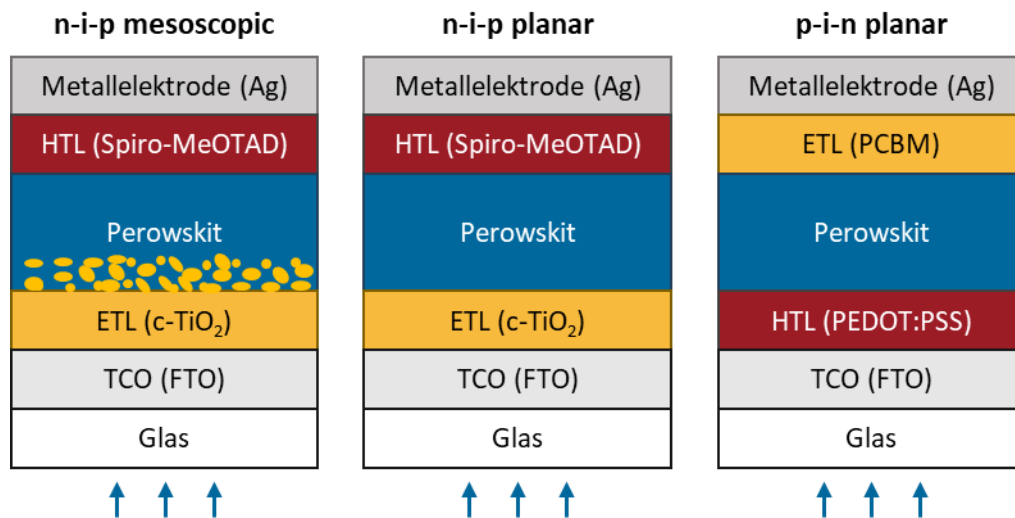 n-i-p mesoscopic
Metallelektrode (Ag)
HTL (Spiro-MeOTAD)
Perowskit
ETL (c-TiO₂)
TCO (FTO)
Glas
n-i-p planar
Metallelektrode (Ag)
HTL (Spiro-MeOTAD)
Perowskit
ETL (c-TiO₂)
TCO (FTO)
Glas
p-i-n planar
Metallelektrode (Ag)
ETL (PCBM)
Perowskit
HTL (PEDOT:PSS)
TCO (FTO)
Glas